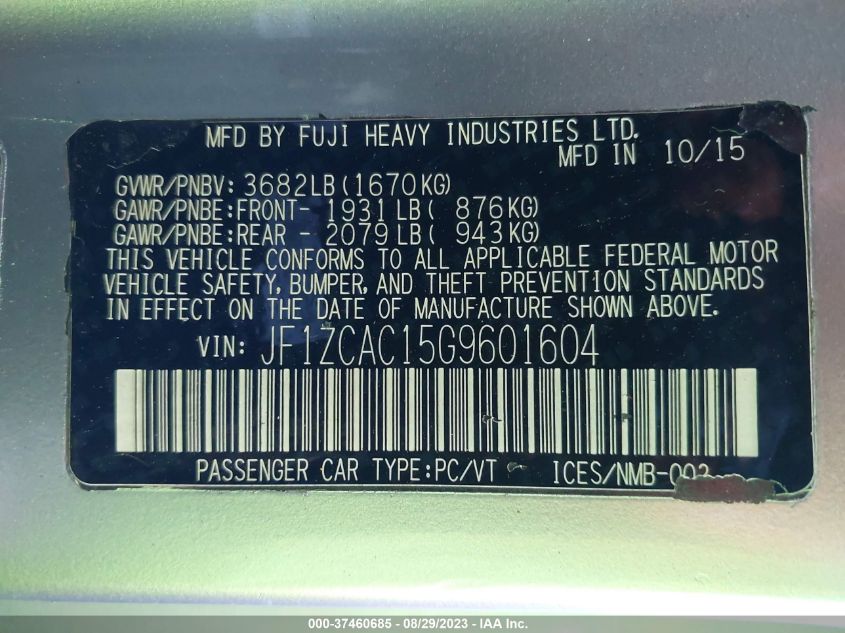 MFD BY FUJI HEAVY INDUSTRIES LTD.
MFD IN 10/15
GVWR/PNBV: 3682LB(1670KG)
GAWR/PNBE:FRONT- 1931LB( 876KG)
GAWR/PNBE:REAR - 2079LB( 943KG)
THIS VEHICLE CONFORMS TO ALL APPLICABLE FEDERAL MOTOR
VEHICLE SAFETY, BUMPER, AND THEFT PREVENTION STANDARDS
IN EFFECT ON THE DATE OF MANUFACTURE SHOWN ABOVE.
VIN: JF1ZCAC15G9601604
PASSENGER CAR TYPE:PC/VT ICES/NMB-003
000-37460685 - 08/29/2023 - IAA Inc.